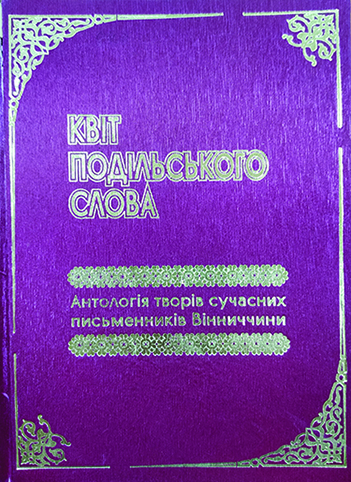 КВІТ
ПОДІЛЬСЬКОГО
СЛОВА
Антологія творів сучасних
письменників Вінниччини